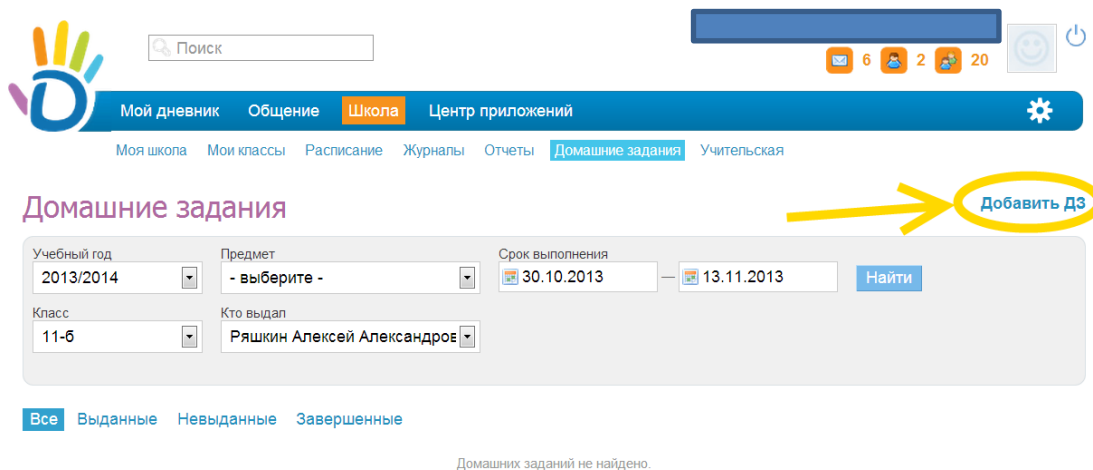 Поиск
6 2 20
Мой дневник Общение Школа Центр приложений
Моя школа Мои классы Расписание Журналы Отчеты Домашние задания Учительская
Домашние задания
Добавить ДЗ
Учебный год Предмет Срок выполнения
2013/2014 - выберите - 30.10.2013 — 13.11.2013 Найти
Класс Кто выдал
11-б Ряшкин Алексей Александров
Все Выданные Невыданные Завершенные
Домашних заданий не найдено.